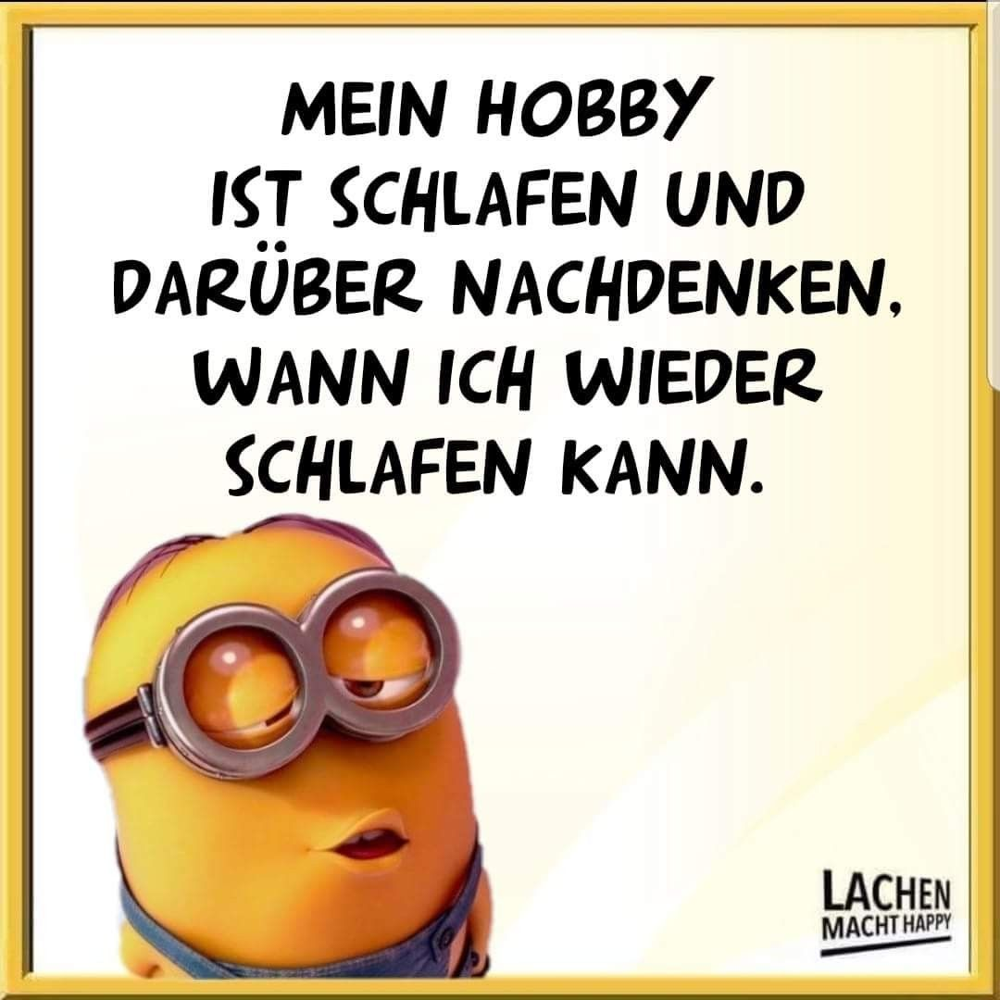 MEIN HOBBY
IST SCHLAFEN UND
DARÜBER NACHDENKEN,
WANN ICH WIEDER
SCHLAFEN KANN.
LACHEN
MACHT HAPPY